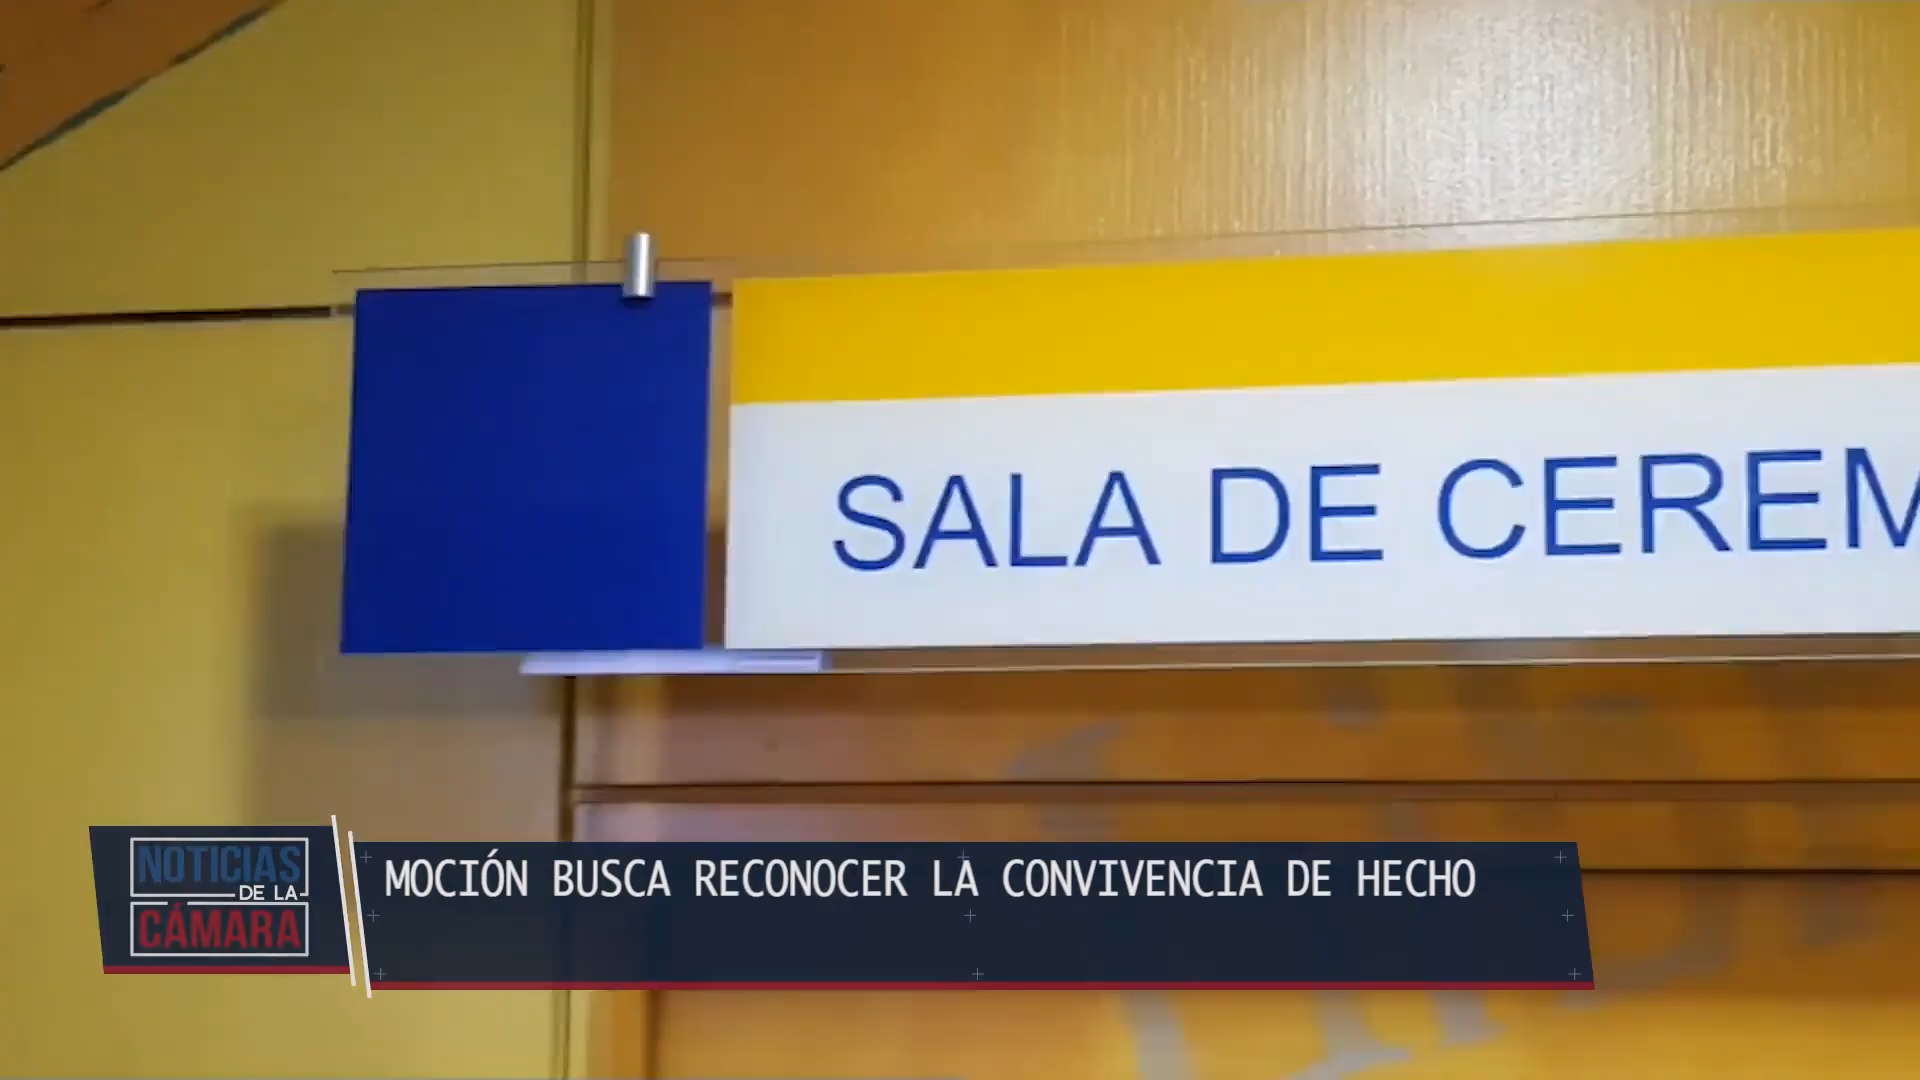 SALA DE CEREM
NOTICIAS
DE LA
CÁMARA
MOCIÓN BUSCA RECONOCER LA CONVIVENCIA DE HECHO